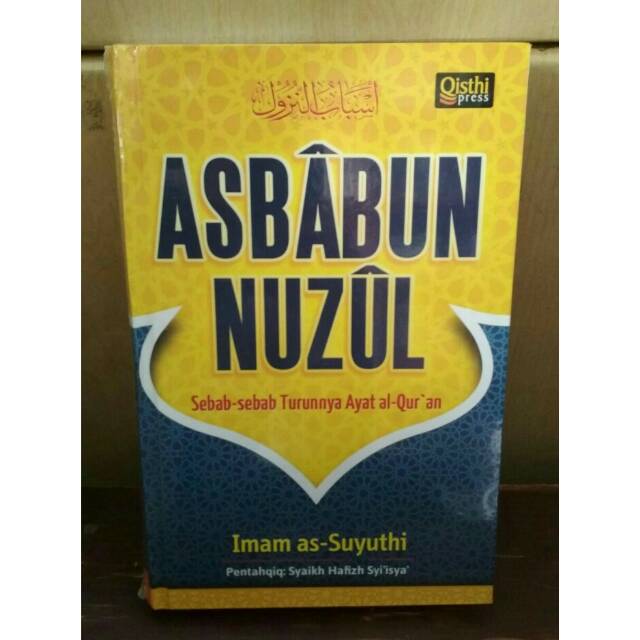 أسباب النزول
Qisthi
press
ASBÂBUN
NUZÛL
Sebab-sebab Turunnya Ayat al-Qur`an
Imam as-Suyuthi
Pentahqiq: Syaikh Hafizh Syi'isya'